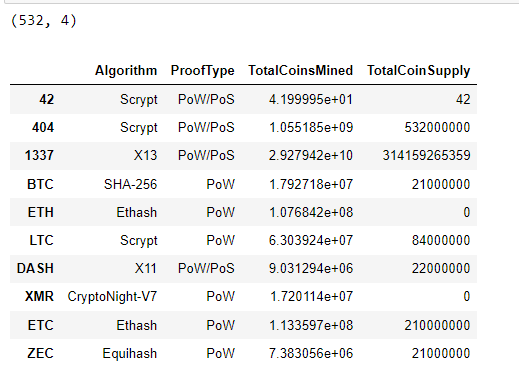 (532, 4)
Algorithm ProofType TotalCoinsMined TotalCoinSupply
42 Scrypt PoW/PoS 4.199995e+01 42
404 Scrypt PoW/PoS 1.055185e+09 532000000
1337 X13 PoW/PoS 2.927942e+10 314159265359
BTC SHA-256 PoW 1.792718e+07 21000000
ETH Ethash PoW 1.076842e+08 0
LTC Scrypt PoW 6.303924e+07 84000000
DASH X11 PoW/PoS 9.031294e+06 22000000
XMR CryptoNight-V7 PoW 1.720114e+07 0
ETC Ethash PoW 1.133597e+08 210000000
ZEC Equihash PoW 7.383056e+06 21000000